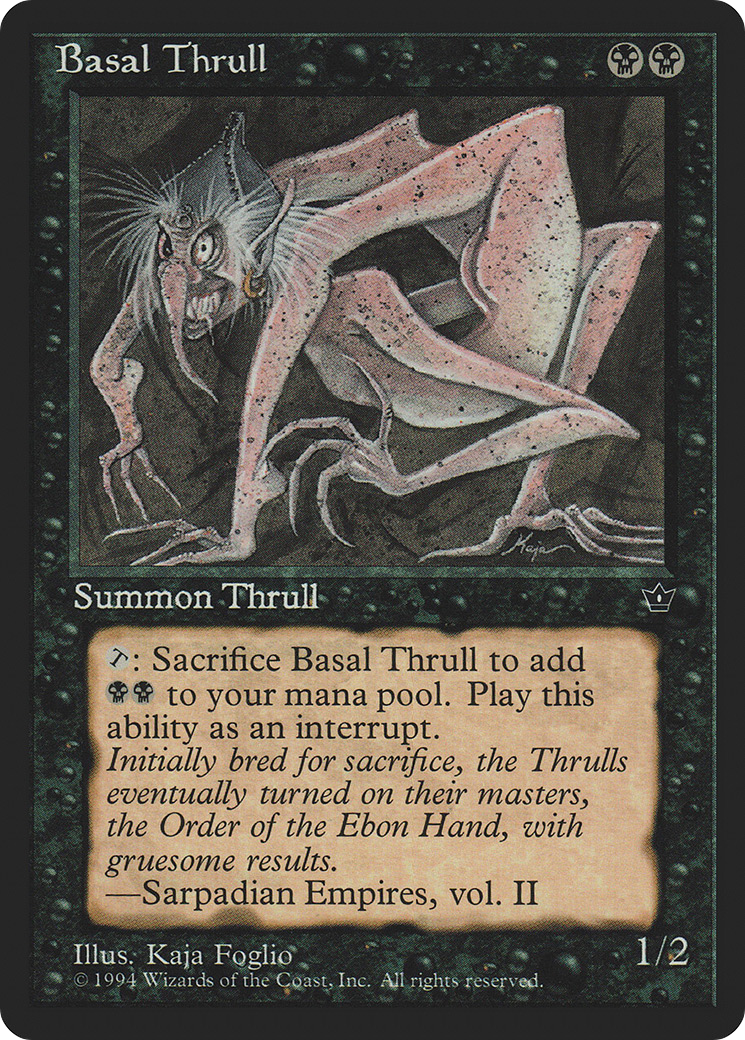 Basal Thrull
Kaja
Summon Thrull
T: Sacrifice Basal Thrull to add
to your mana pool. Play this
ability as an interrupt.
Initially bred for sacrifice, the Thrulls
eventually turned on their masters,
the Order of the Ebon Hand, with
gruesome results.
—Sarpadian Empires, vol. II
Illus. Kaja Foglio
1/2
© 1994 Wizards of the Coast, Inc. All rights reserved.